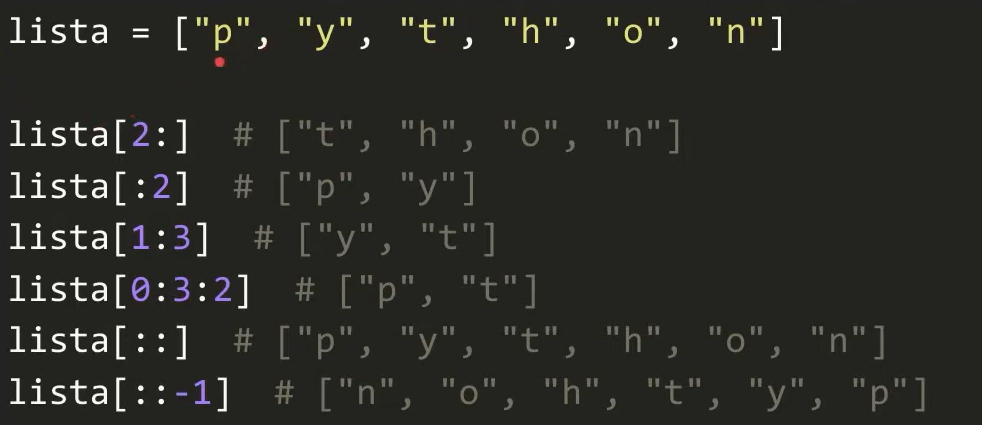 lista = ["p", "y", "t", "h", "o", "n"]
lista[2:]  # ["t", "h", "o", "n"]
lista[:2]  # ["p", "y"]
lista[1:3]  # ["y", "t"]
lista[0:3:2]  # ["p", "t"]
lista[::]  # ["p", "y", "t", "h", "o", "n"]
lista[::-1]  # ["n", "o", "h", "t", "y", "p"]